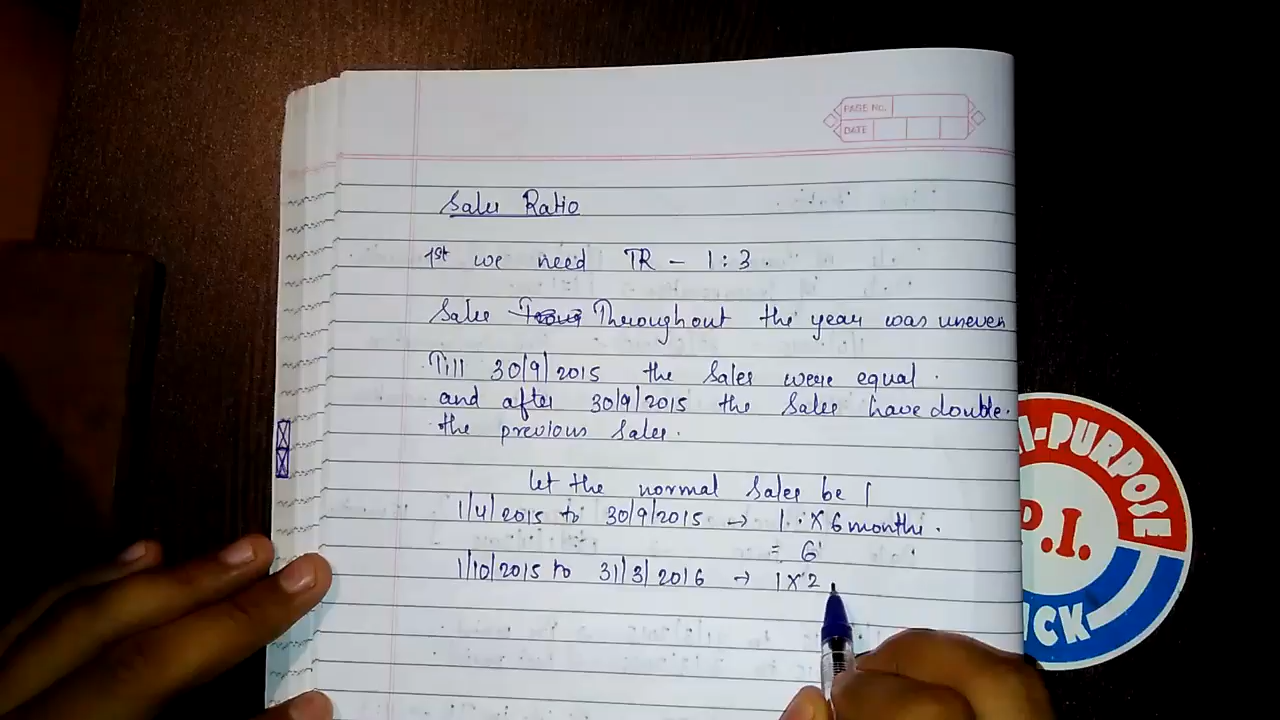 PAGE NO.
DATE
Sales Ratio
1st we need TR - 1:3.
Sales Throughout the year was uneven
Till 30/9/2015 the sales were equal.
and after 30/9/2015 the sales have double.
the previous sales.
let the normal sales be 1
1/4/2015 to 30/9/2015 → 1 × 6 months.
= 6
1/10/2015 to 31/3/2016 → 1×2
I-PURPOSE
P.I.
CK